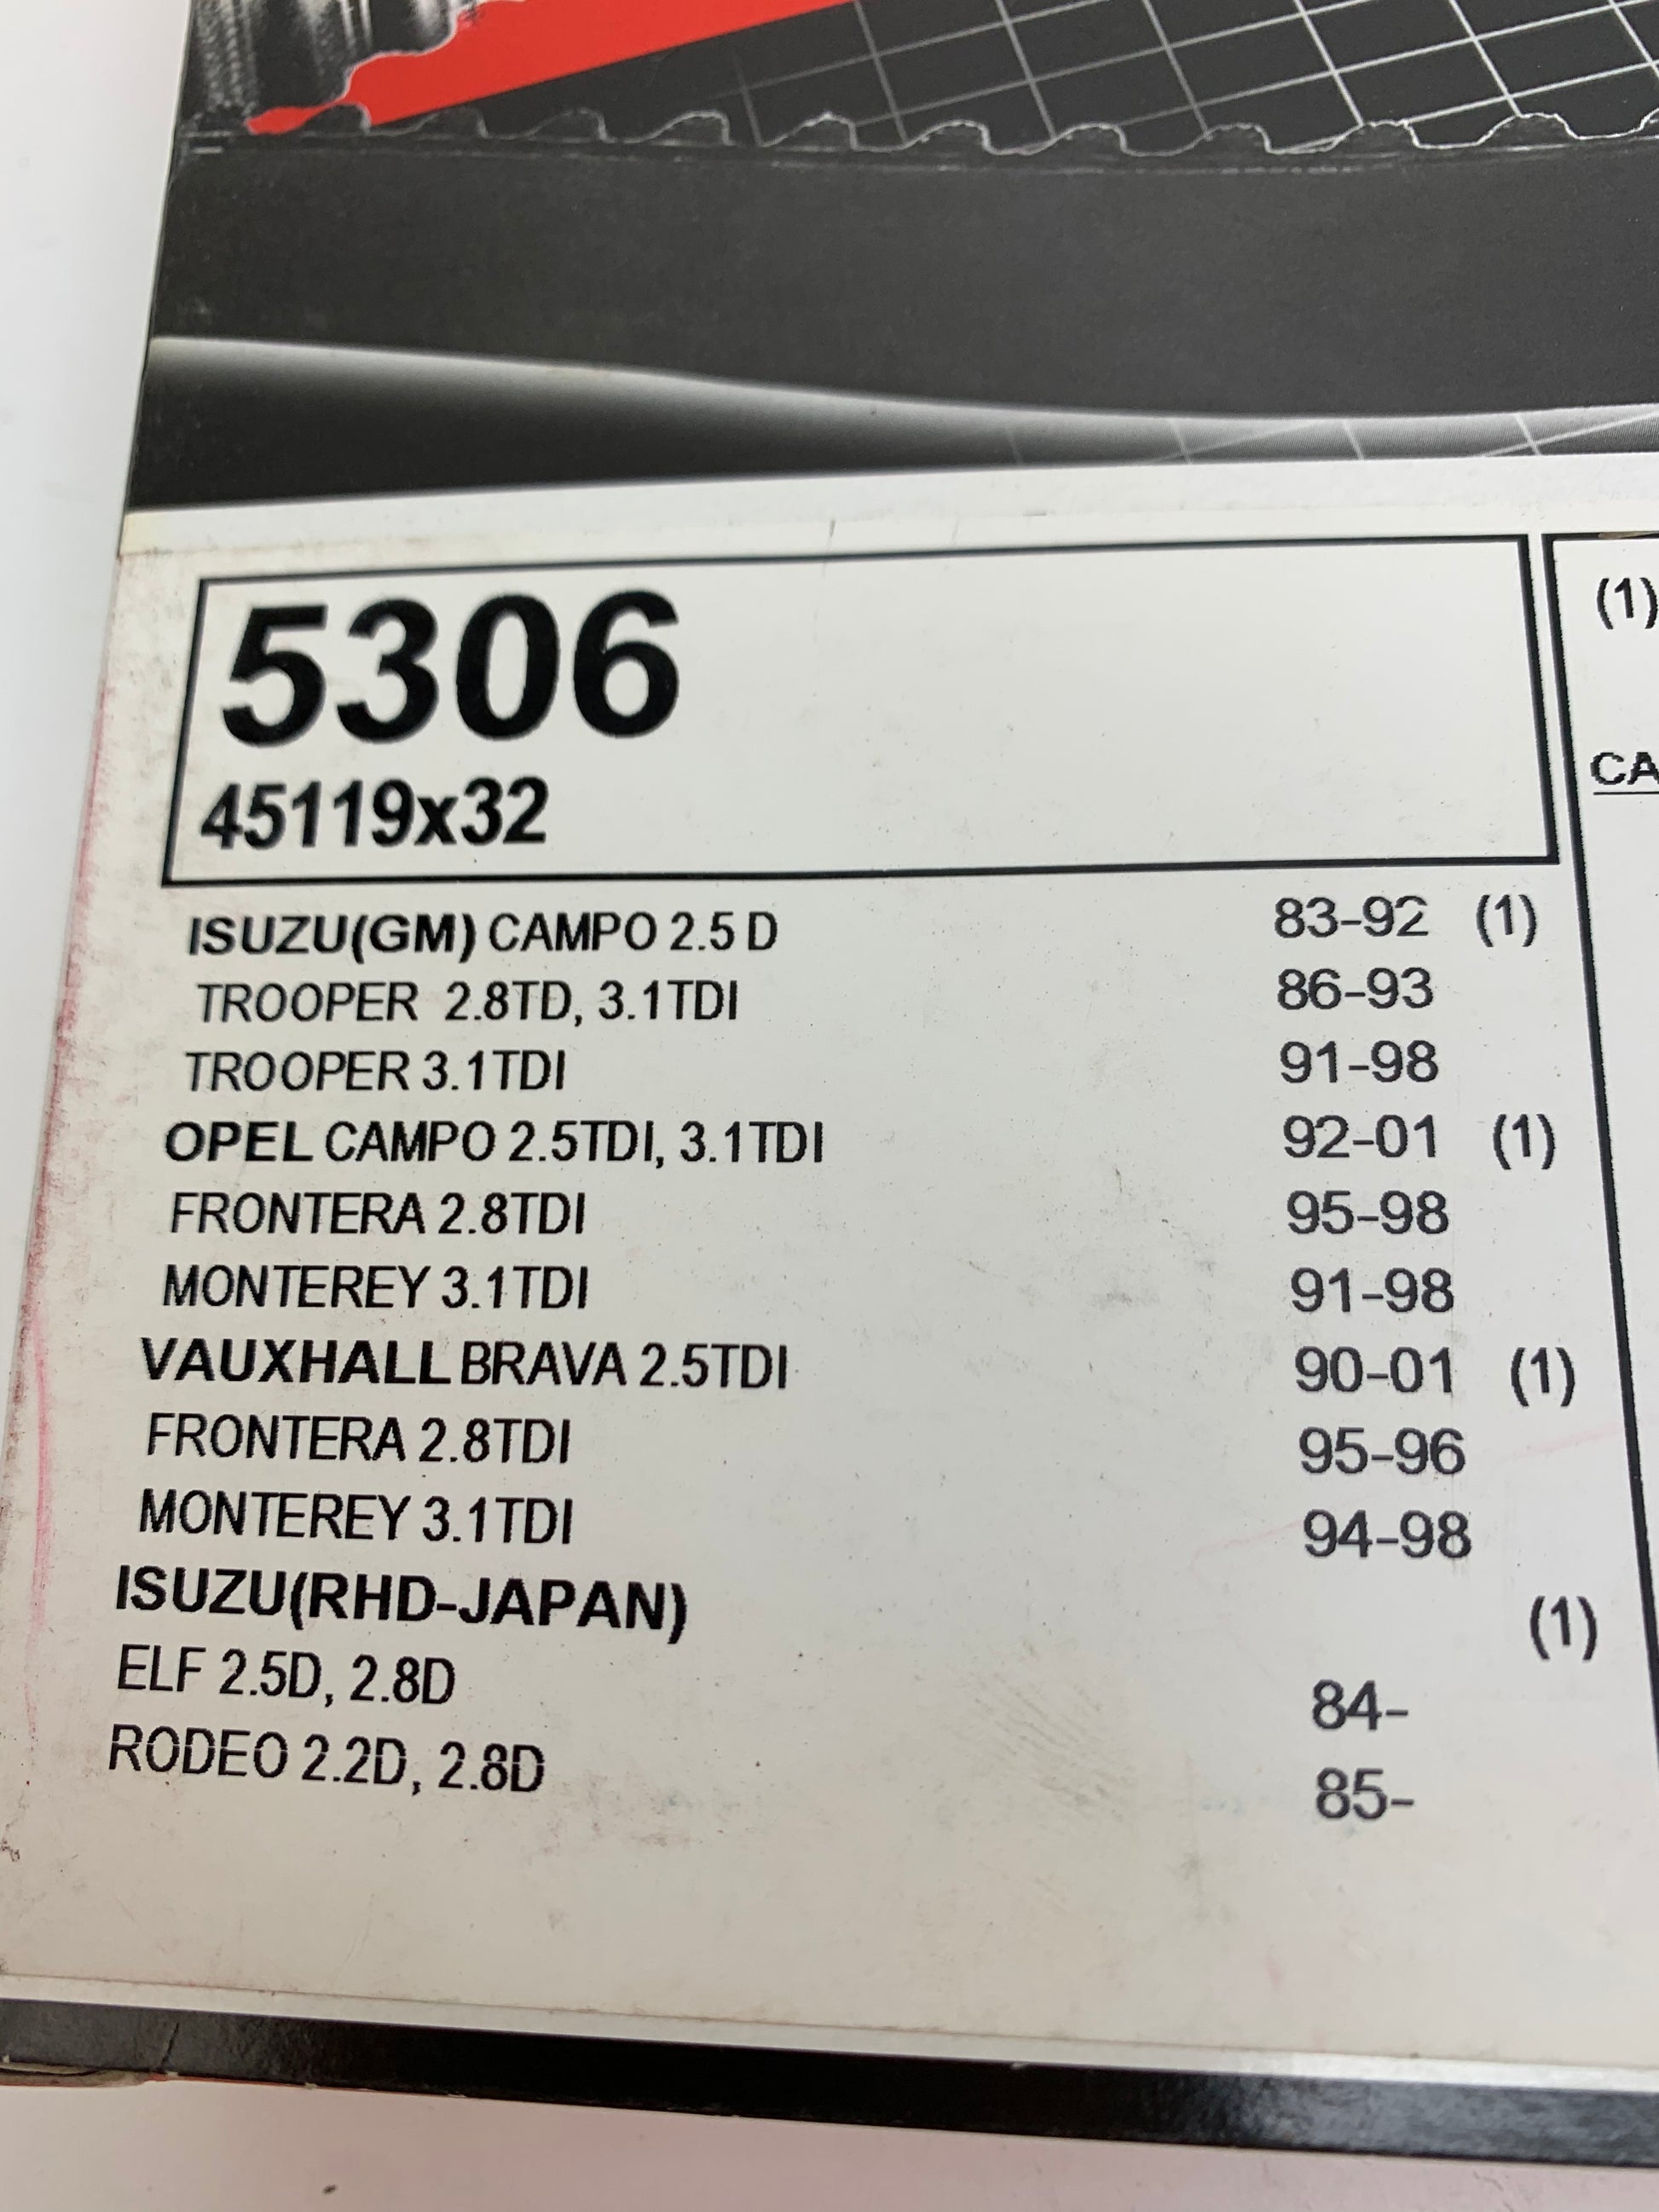 5306
45119x32
ISUZU(GM) CAMPO 2.5 D 83-92 (1)
TROOPER 2.8TD, 3.1TDI 86-93
TROOPER 3.1TDI 91-98
OPEL CAMPO 2.5TDI, 3.1TDI 92-01 (1)
FRONTERA 2.8TDI 95-98
MONTEREY 3.1TDI 91-98
VAUXHALL BRAVA 2.5TDI 90-01 (1)
FRONTERA 2.8TDI 95-96
MONTEREY 3.1TDI 94-98
ISUZU(RHD-JAPAN) (1)
ELF 2.5D, 2.8D 84-
RODEO 2.2D, 2.8D 85-
(1)